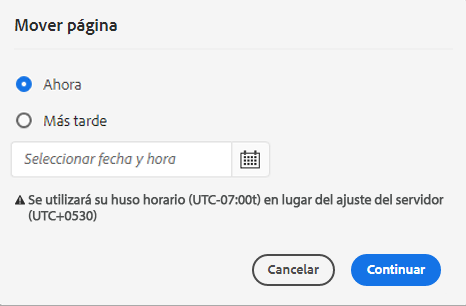 Mover página
Ahora
Más tarde
Seleccionar fecha y hora
Se utilizará su huso horario (UTC-07:00t) en lugar del ajuste del servidor
(UTC+0530)
Cancelar
Continuar